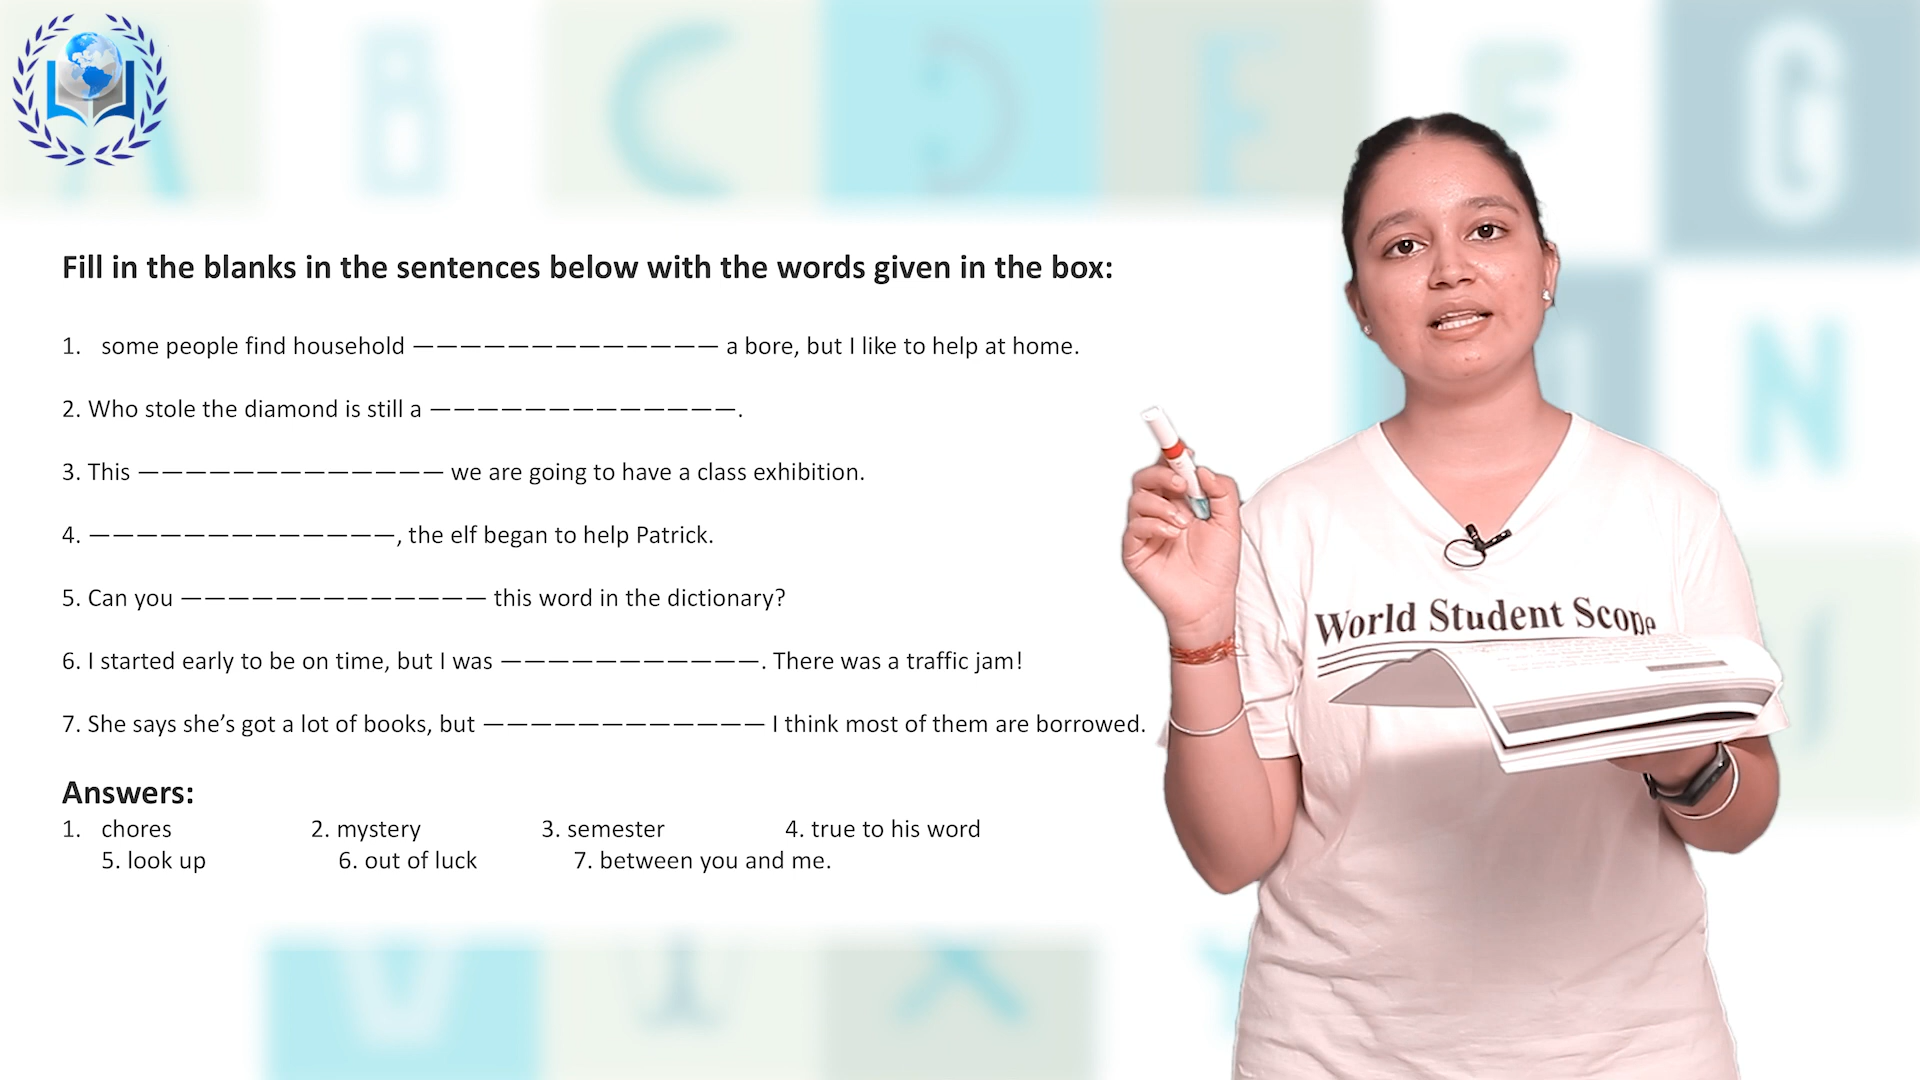 A B C D E F G
N
Fill in the blanks in the sentences below with the words given in the box:
1. some people find household ————————————— a bore, but I like to help at home.
2. Who stole the diamond is still a —————————————.
3. This ————————————— we are going to have a class exhibition.
4. —————————————, the elf began to help Patrick.
5. Can you ————————————— this word in the dictionary?
6. I started early to be on time, but I was ———————————. There was a traffic jam!
7. She says she’s got a lot of books, but ———————————— I think most of them are borrowed.
Answers:
1. chores 2. mystery 3. semester 4. true to his word
5. look up 6. out of luck 7. between you and me.
World Student Scope
V X